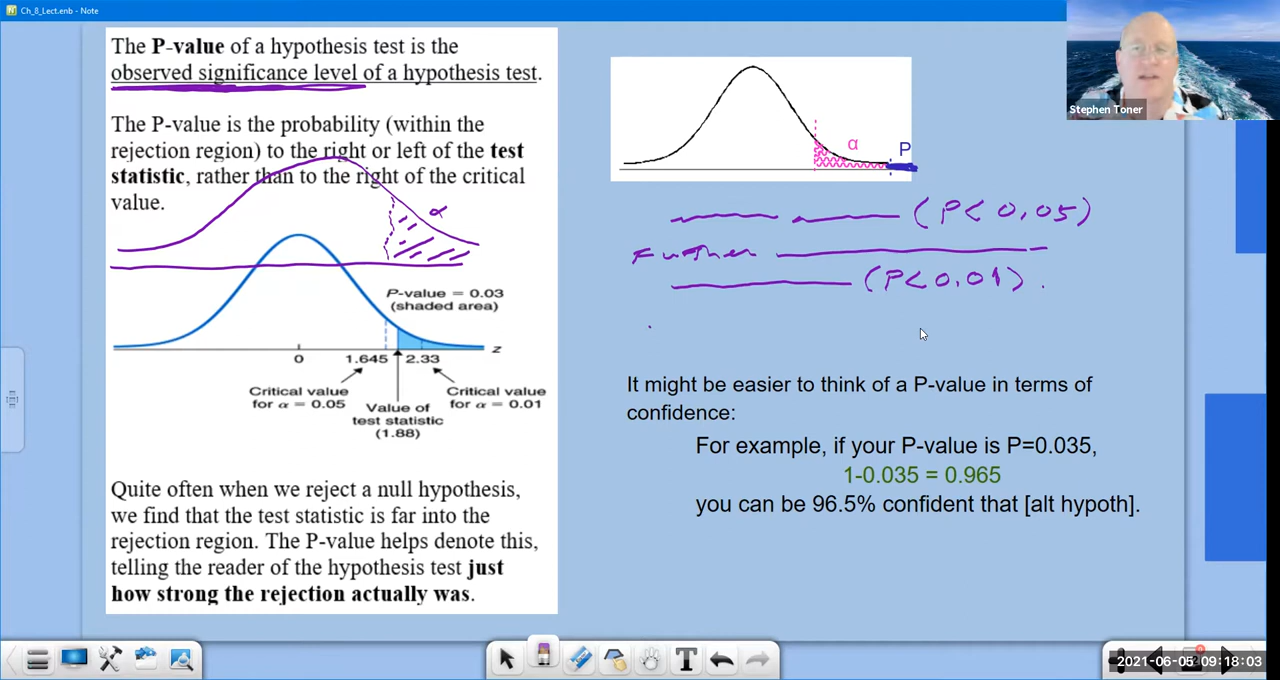 Ch_8_Lect.enb - Note
The P-value of a hypothesis test is the
observed significance level of a hypothesis test.
The P-value is the probability (within the
rejection region) to the right or left of the test
statistic, rather than to the right of the critical
value.
α
P-value = 0.03
(shaded area)
z
0
1.645
2.33
Critical value
for α = 0.05
Value of
test statistic
(1.88)
Critical value
for α = 0.01
Quite often when we reject a null hypothesis,
we find that the test statistic is far into the
rejection region. The P-value helps denote this,
telling the reader of the hypothesis test just
how strong the rejection actually was.
α
P
(P< 0.05)
Further
(P<0.01).
It might be easier to think of a P-value in terms of
confidence:
For example, if your P-value is P=0.035,
1-0.035 = 0.965
you can be 96.5% confident that [alt hypoth].
Stephen Toner
T
2021-06-05 09:18:03